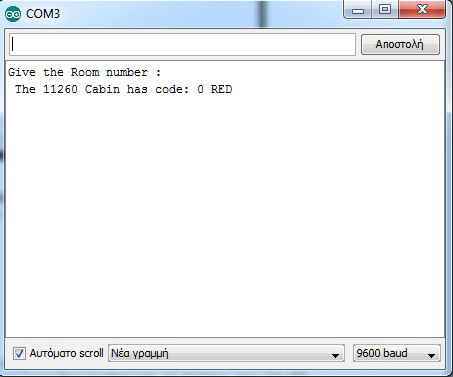 COM3
Αποστολή
Give the Room number :
The 11260 Cabin has code: 0 RED
Αυτόματο scroll
Νέα γραμμή
9600 baud